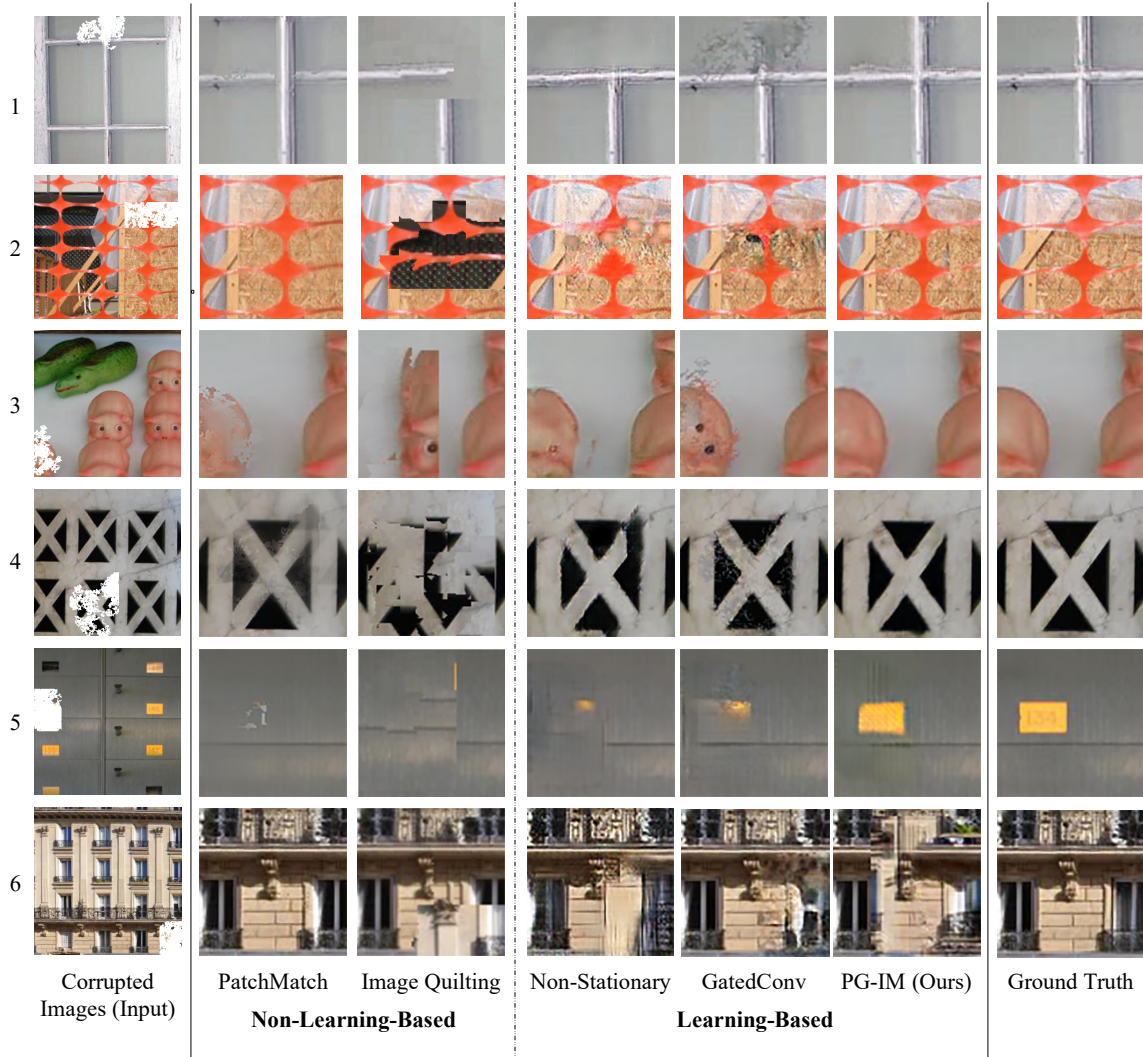 1
2
3
4
5
134
6
Corrupted Images (Input)
PatchMatch
Image Quilting
Non-Stationary
GatedConv
PG-IM (Ours)
Ground Truth
Non-Learning-Based
Learning-Based